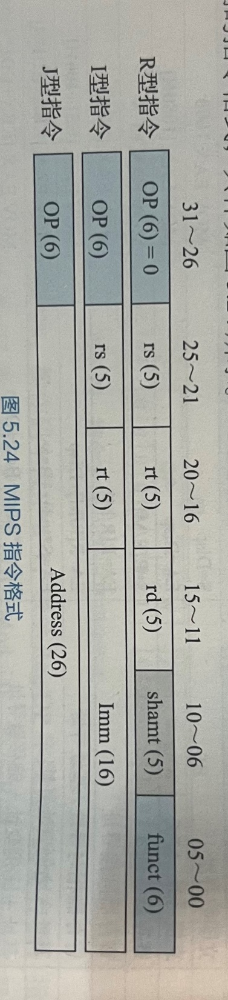 31～26 25～21 20～16 15～11 10～06 05～00
R型指令 OP (6) = 0 rs (5) rt (5) rd (5) shamt (5) funct (6)
I型指令 OP (6) rs (5) rt (5) Imm (16)
J型指令 OP (6) Address (26)
图 5.24 MIPS 指令格式